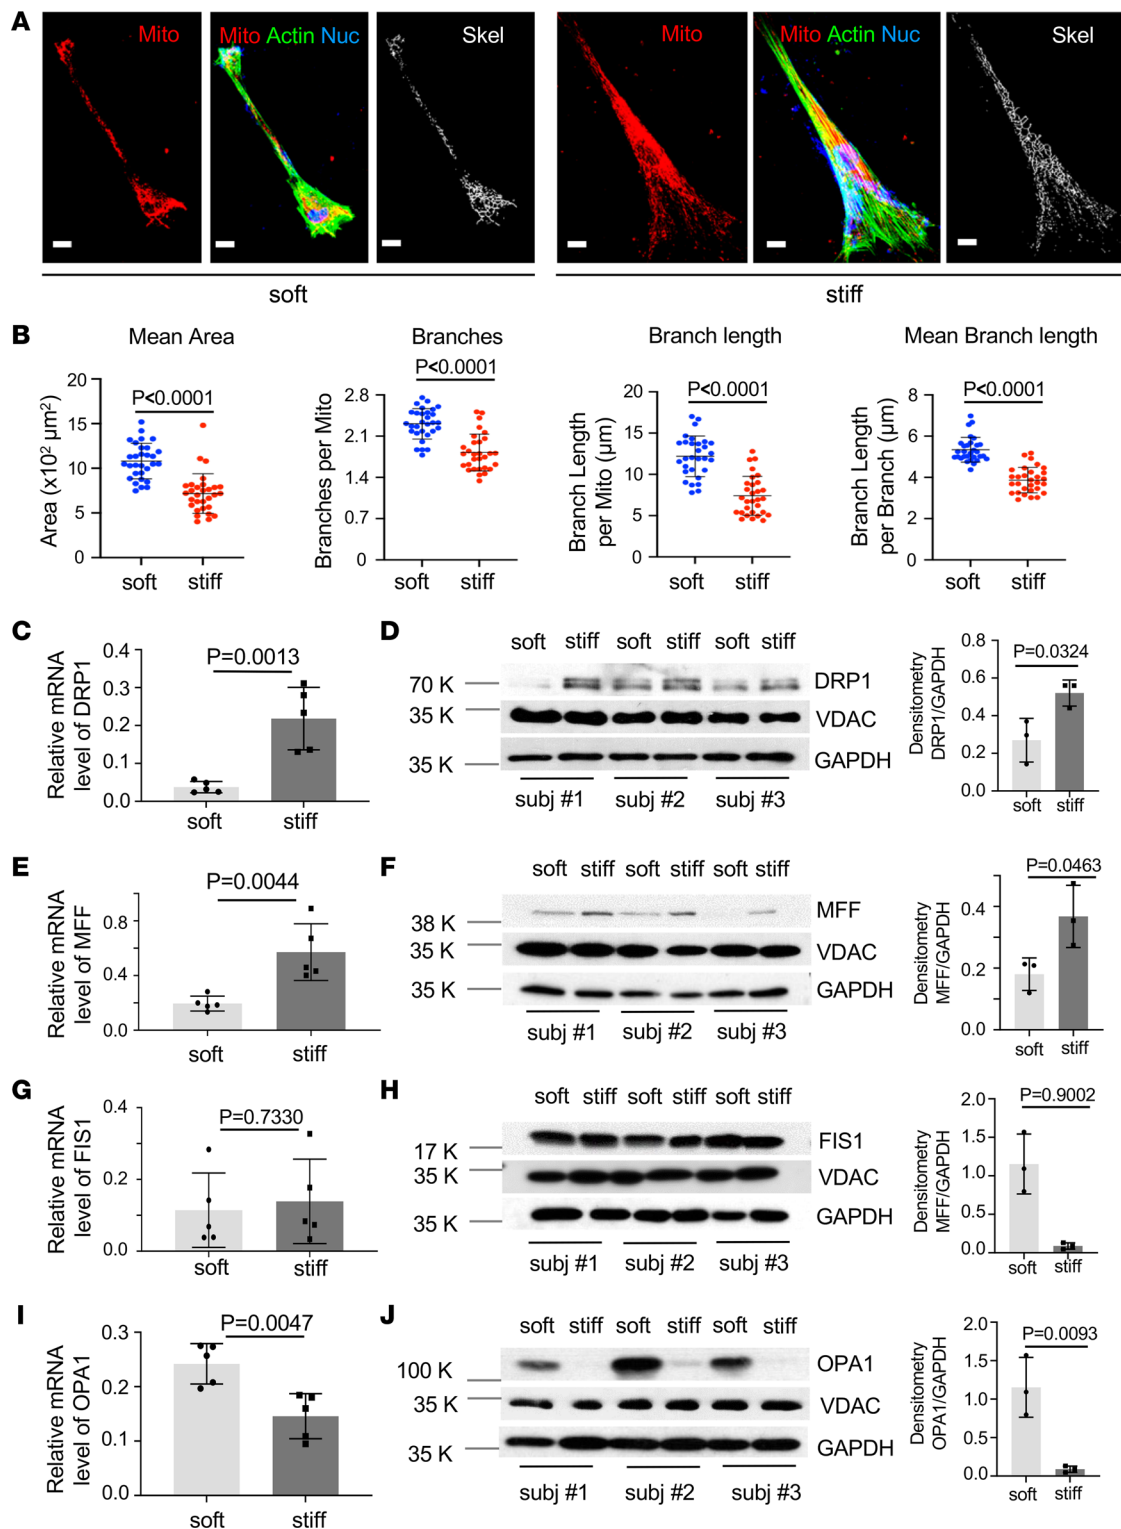 A
Mito
Mito Actin Nuc
Skel
Mito
Mito Actin Nuc
Skel
soft
stiff
B
Mean Area
P<0.0001
Area (x10² µm²)
20
15
10
5
0
soft stiff
Branches
P<0.0001
Branches per Mito
2.8
2.1
1.4
0.7
0
soft stiff
Branch length
P<0.0001
Branch Length
per Mito (µm)
20
15
10
5
0
soft stiff
Mean Branch length
P<0.0001
Branch Length
per Branch (µm)
8
6
4
2
0
soft stiff
C
Relative mRNA
level of DRP1
P=0.0013
0.4
0.3
0.2
0.1
0.0
soft stiff
D
soft stiff soft stiff soft stiff
70 K DRP1
35 K VDAC
35 K GAPDH
subj #1 subj #2 subj #3
Densitometry
DRP1/GAPDH
P=0.0324
0.8
0.6
0.4
0.2
0.0
soft stiff
E
Relative mRNA
level of MFF
P=0.0044
0.8
0.4
0.0
soft stiff
F
soft stiff soft stiff soft stiff
38 K MFF
35 K VDAC
35 K GAPDH
subj #1 subj #2 subj #3
Densitometry
MFF/GAPDH
P=0.0463
0.4
0.2
0.0
soft stiff
G
Relative mRNA
level of FIS1
P=0.7330
0.4
0.2
0.0
soft stiff
H
soft stiff soft stiff soft stiff
17 K FIS1
35 K VDAC
35 K GAPDH
subj #1 subj #2 subj #3
Densitometry
MFF/GAPDH
P=0.9002
2.0
1.5
1.0
0.5
0.0
soft stiff
I
Relative mRNA
level of OPA1
P=0.0047
0.3
0.2
0.1
0.0
soft stiff
J
soft stiff soft stiff soft stiff
100 K OPA1
35 K VDAC
35 K GAPDH
subj #1 subj #2 subj #3
Densitometry
OPA1/GAPDH
P=0.0093
2.0
1.5
1.0
0.5
0.0
soft stiff